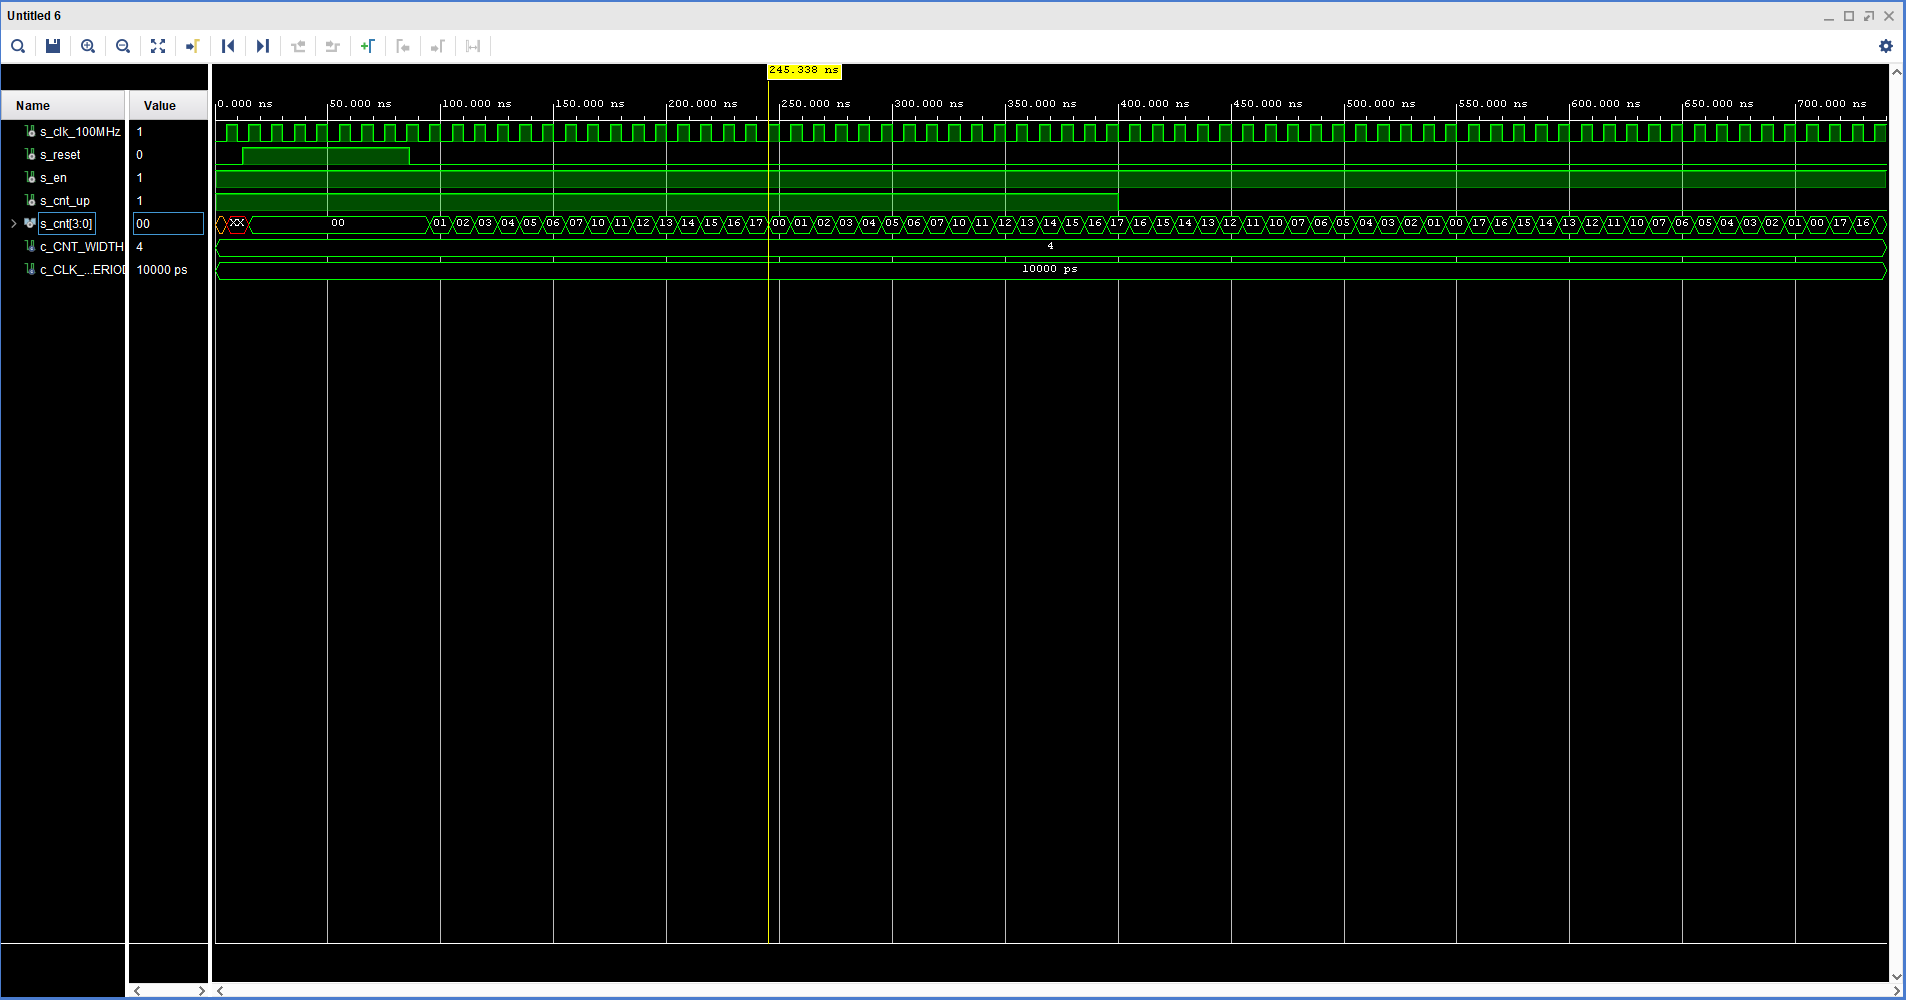 Untitled 6
245.338 ns
Name Value
0.000 ns 50.000 ns 100.000 ns 150.000 ns 200.000 ns 250.000 ns 300.000 ns 350.000 ns 400.000 ns 450.000 ns 500.000 ns 550.000 ns 600.000 ns 650.000 ns 700.000 ns
s_clk_100MHz 1
s_reset 0
s_en 1
s_cnt_up 1
s_cnt[3:0] 00 XX 00 01 02 03 04 05 06 07 10 11 12 13 14 15 16 17 00 01 02 03 04 05 06 07 10 11 12 13 14 15 16 17 16 15 14 13 12 11 10 07 06 05 04 03 02 01 00 17 16 15 14 13 12 11 10 07 06 05 04 03 02 01 00 17 16
c_CNT_WIDTH 4 4
c_CLK_...ERIOD 10000 ps 10000 ps